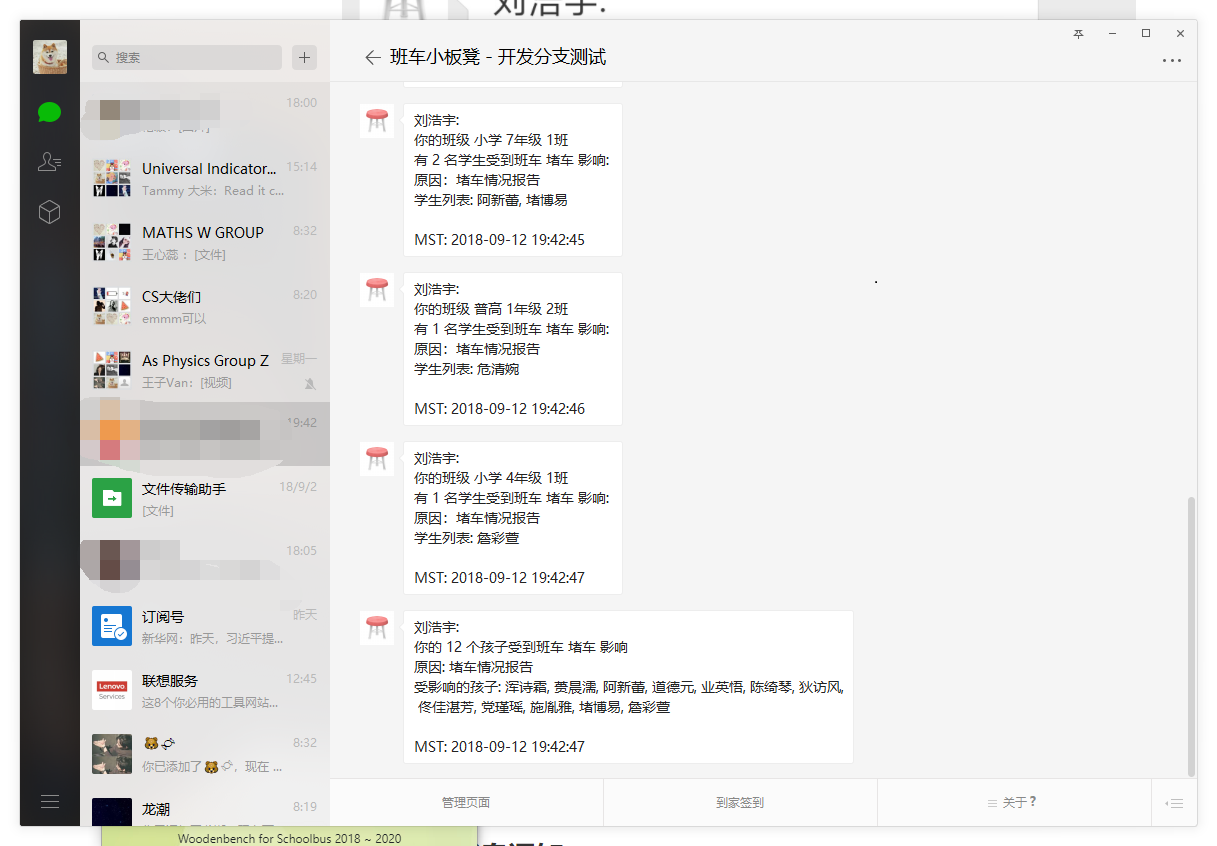 刘浩宇:
搜索
班车小板凳 - 开发分支测试
18:00
Universal Indicator...
15:14
Tammy 大米：Read it c...
MATHS W GROUP
8:32
王心蕊 ：[文件]
CS大佬们
8:20
emmm可以
As Physics Group Z
星期一
王子Van：[视频]
19:42
文件传输助手
18/9/2
[文件]
18:05
订阅号
昨天
新华网：昨天，习近平提...
Lenovo
Services
联想服务
12:45
这8个你必用的工具网站...
8:32
你已添加了🐻🍬，现在 ...
龙潮
8:19
刘浩宇:
你的班级 小学 7年级 1班
有 2 名学生受到班车 堵车 影响:
原因：堵车情况报告
学生列表: 阿新蕾, 堵博易
MST: 2018-09-12 19:42:45
刘浩宇:
你的班级 普高 1年级 2班
有 1 名学生受到班车 堵车 影响:
原因：堵车情况报告
学生列表: 危清婉
MST: 2018-09-12 19:42:46
刘浩宇:
你的班级 小学 4年级 1班
有 1 名学生受到班车 堵车 影响:
原因：堵车情况报告
学生列表: 詹彩萱
MST: 2018-09-12 19:42:47
刘浩宇:
你的 12 个孩子受到班车 堵车 影响
原因: 堵车情况报告
受影响的孩子: 浑诗霜, 萧晨濡, 阿新蕾, 道德元, 业英悟, 陈绮琴, 狄访风,
佟佳湛芳, 党瑾瑶, 施胤雅, 堵博易, 詹彩萱
MST: 2018-09-12 19:42:47
管理页面
到家签到
关于?
Woodenbench for Schoolbus 2018 ~ 2020